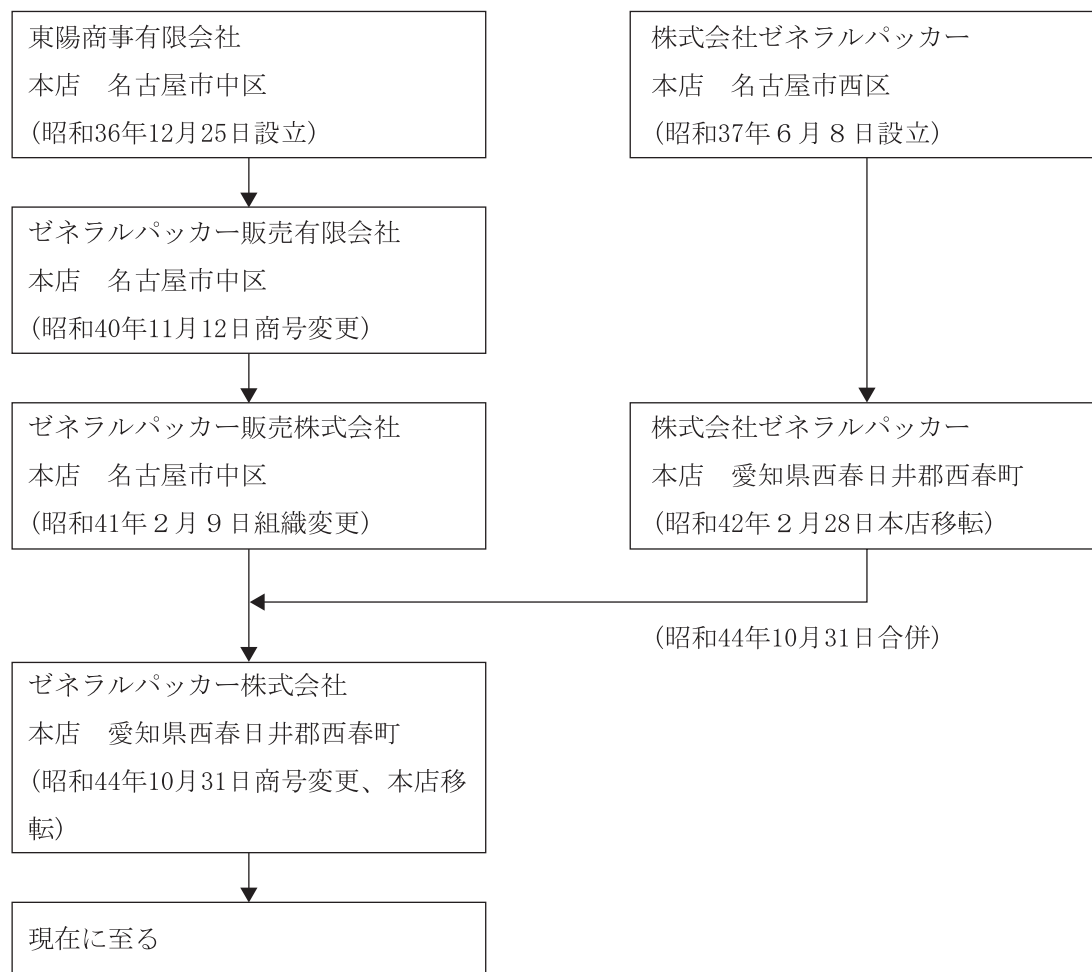 東陽商事有限会社
本店　名古屋市中区
(昭和36年12月25日設立)
株式会社ゼネラルパッカー
本店　名古屋市西区
(昭和37年６月８日設立)
ゼネラルパッカー販売有限会社
本店　名古屋市中区
(昭和40年11月12日商号変更)
ゼネラルパッカー販売株式会社
本店　名古屋市中区
(昭和41年２月９日組織変更)
株式会社ゼネラルパッカー
本店　愛知県西春日井郡西春町
(昭和42年２月28日本店移転)
(昭和44年10月31日合併)
ゼネラルパッカー株式会社
本店　愛知県西春日井郡西春町
(昭和44年10月31日商号変更、本店移
転)
現在に至る